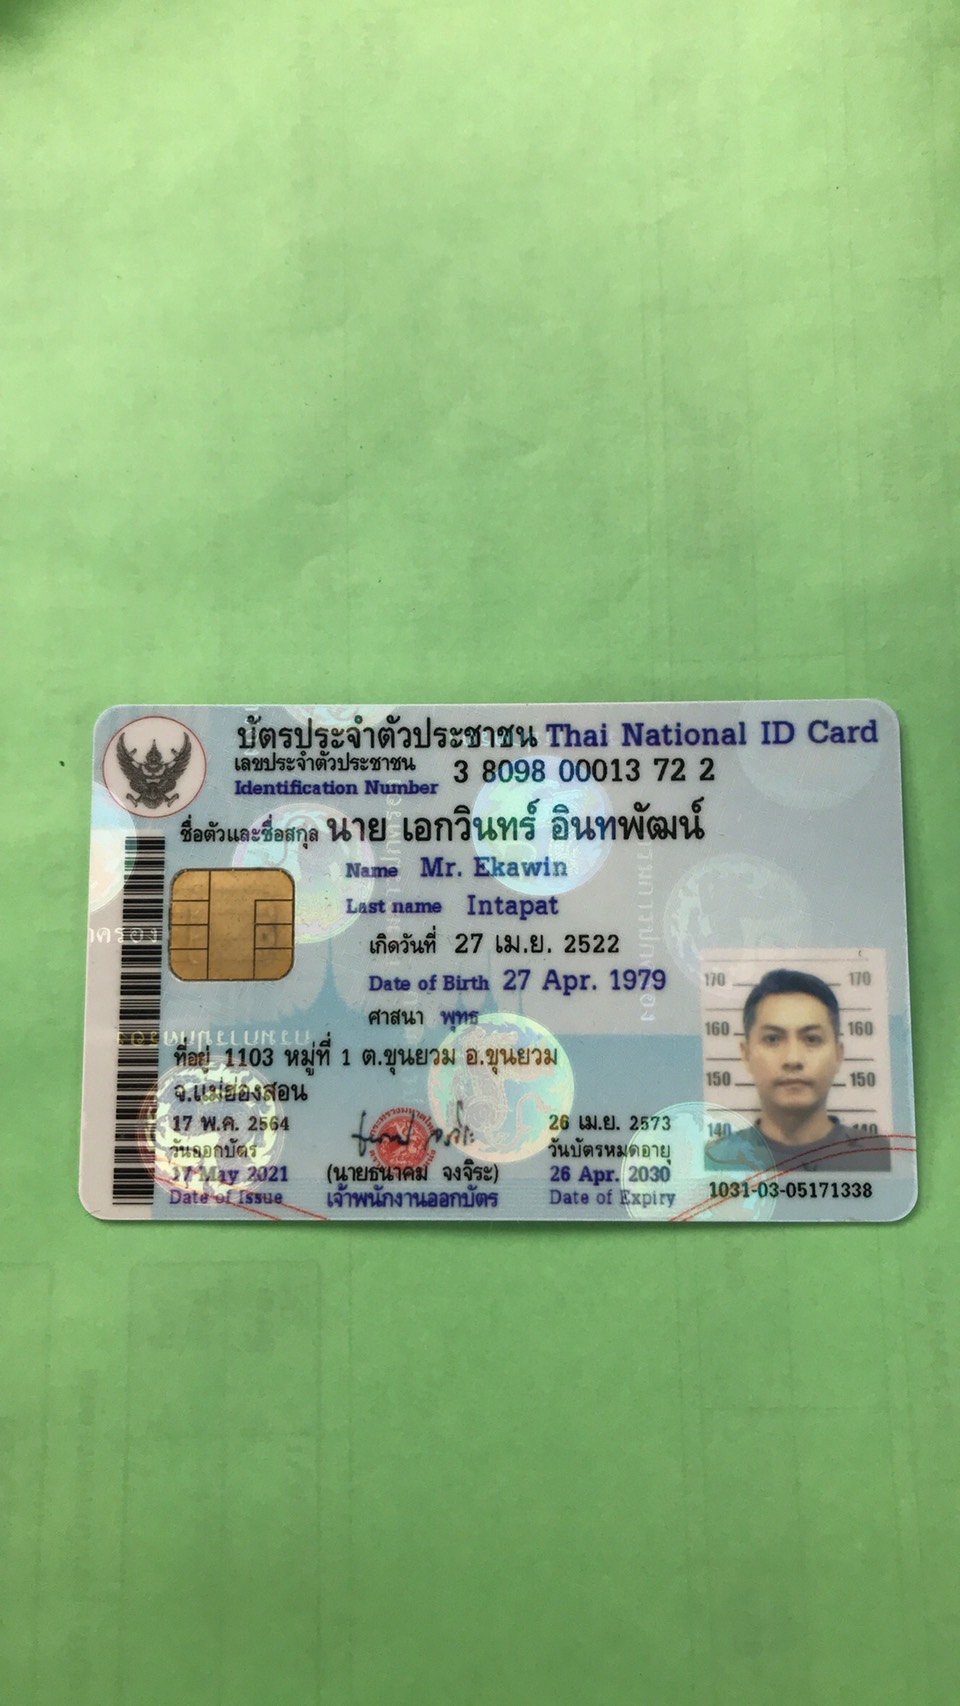 บัตรประจำตัวประชาชน Thai National ID Card
เลขประจำตัวประชาชน
Identification Number 3 8098 00013 72 2
ชื่อตัวและชื่อสกุล นาย เอกวินทร์ อินทพัฒน์
Name Mr. Ekawin
Last name Intapat
เกิดวันที่ 27 เม.ย. 2522
Date of Birth 27 Apr. 1979
ศาสนา พุทธ
ที่อยู่ 1103 หมู่ที่ 1 ต.ขุนยวม อ.ขุนยวม
จ.แม่ฮ่องสอน
17 พ.ค. 2564
วันออกบัตร
17 May 2021
Date of Issue
(นายธนาคม จงจิระ)
เจ้าพนักงานออกบัตร
26 เม.ย. 2573
วันบัตรหมดอายุ
26 Apr. 2030
Date of Expiry
170 170
160 160
150 150
140 140
1031-03-05171338